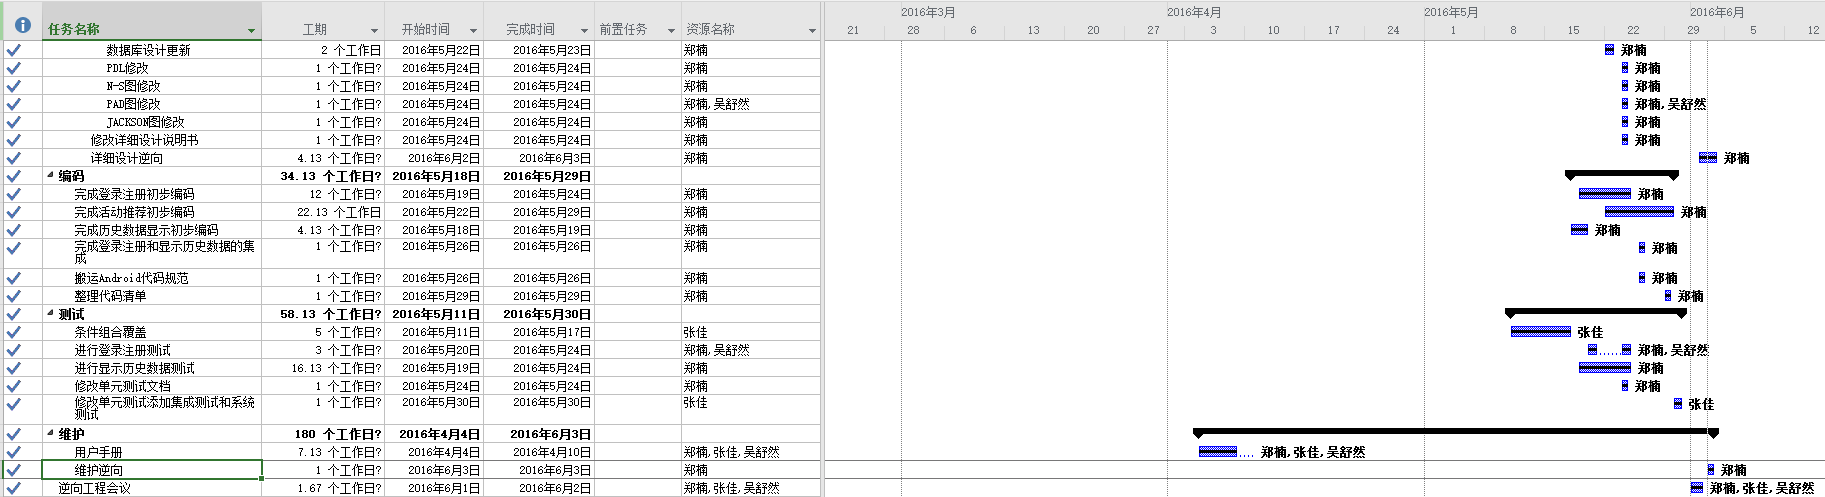 2016年3月 2016年4月 2016年5月 2016年6月
任务名称 工期 开始时间 完成时间 前置任务 资源名称 21 28 6 13 20 27 3 10 17 24 1 8 15 22 29 5 12
数据库设计更新 2 个工作日 2016年5月22日 2016年5月23日 郑楠 郑楠
PDL修改 1 个工作日? 2016年5月24日 2016年5月24日 郑楠 郑楠
N-S图修改 1 个工作日? 2016年5月24日 2016年5月24日 郑楠 郑楠
PAD图修改 1 个工作日? 2016年5月24日 2016年5月24日 郑楠,吴舒然 郑楠,吴舒然
JACKSON图修改 1 个工作日? 2016年5月24日 2016年5月24日 郑楠 郑楠
修改详细设计说明书 1 个工作日? 2016年5月24日 2016年5月24日 郑楠 郑楠
详细设计逆向 4.13 个工作日? 2016年6月2日 2016年6月3日 郑楠 郑楠
编码 34.13 个工作日? 2016年5月18日 2016年5月29日
完成登录注册初步编码 12 个工作日? 2016年5月19日 2016年5月24日 郑楠 郑楠
完成活动推荐初步编码 22.13 个工作日 2016年5月22日 2016年5月29日 郑楠 郑楠
完成历史数据显示初步编码 4.13 个工作日? 2016年5月18日 2016年5月19日 郑楠 郑楠
完成登录注册和显示历史数据的集 1 个工作日? 2016年5月26日 2016年5月26日 郑楠 郑楠
成
搬运Android代码规范 1 个工作日? 2016年5月26日 2016年5月26日 郑楠 郑楠
整理代码清单 1 个工作日? 2016年5月29日 2016年5月29日 郑楠 郑楠
测试 58.13 个工作日? 2016年5月11日 2016年5月30日
条件组合覆盖 5 个工作日? 2016年5月11日 2016年5月17日 张佳 张佳
进行登录注册测试 3 个工作日? 2016年5月20日 2016年5月24日 郑楠,吴舒然 郑楠,吴舒然
进行显示历史数据测试 16.13 个工作日? 2016年5月19日 2016年5月24日 郑楠 郑楠
修改单元测试文档 1 个工作日? 2016年5月24日 2016年5月24日 郑楠 郑楠
修改单元测试添加集成测试和系统 1 个工作日? 2016年5月30日 2016年5月30日 张佳 张佳
测试
维护 180 个工作日? 2016年4月4日 2016年6月3日
用户手册 7.13 个工作日? 2016年4月4日 2016年4月10日 郑楠,张佳,吴舒然 郑楠,张佳,吴舒然
维护逆向 1 个工作日? 2016年6月3日 2016年6月3日 郑楠 郑楠
逆向工程会议 1.67 个工作日? 2016年6月1日 2016年6月2日 郑楠,张佳,吴舒然 郑楠,张佳,吴舒然